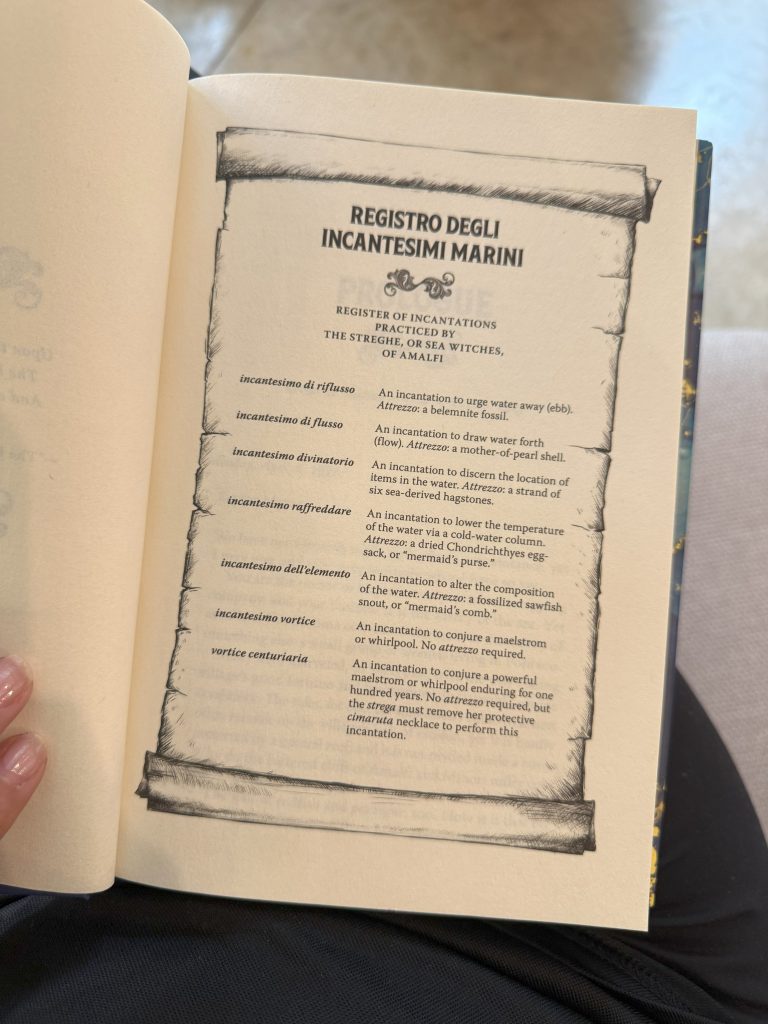 REGISTRO DEGLI
INCANTESIMI MARINI
REGISTER OF INCANTATIONS
PRACTICED BY
THE STREGHE, OR SEA WITCHES,
OF AMALFI
incantesimo di riflusso
An incantation to urge water away (ebb).
Attrezzo: a belemnite fossil.
incantesimo di flusso
An incantation to draw water forth
(flow). Attrezzo: a mother-of-pearl shell.
incantesimo divinatorio
An incantation to discern the location of
items in the water. Attrezzo: a strand of
six sea-derived hagstones.
incantesimo raffreddare
An incantation to lower the temperature
of the water via a cold-water column.
Attrezzo: a dried Chondrichthyes egg-
sack, or “mermaid’s purse.”
incantesimo dell’elemento
An incantation to alter the composition
of the water. Attrezzo: a fossilized sawfish
snout, or “mermaid’s comb.”
incantesimo vortice
An incantation to conjure a maelstrom
or whirlpool. No attrezzo required.
vortice centuriaria
An incantation to conjure a powerful
maelstrom or whirlpool enduring for one
hundred years. No attrezzo required, but
the strega must remove her protective
cimaruta necklace to perform this
incantation.